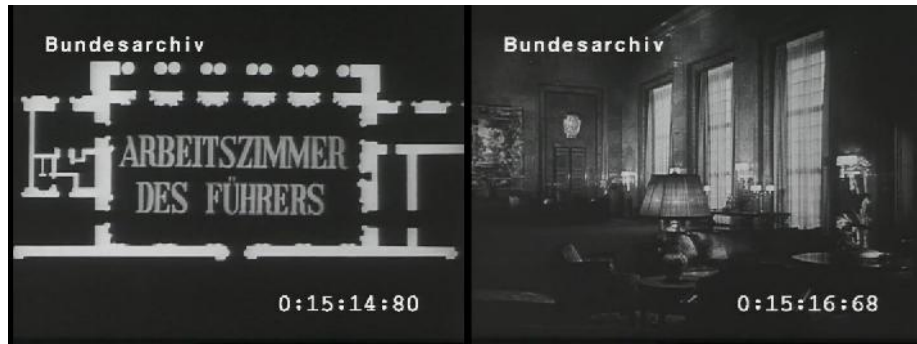 Bundesarchiv
ARBEITSZIMMER
DES FÜHRERS
0:15:14:80
Bundesarchiv
0:15:16:68